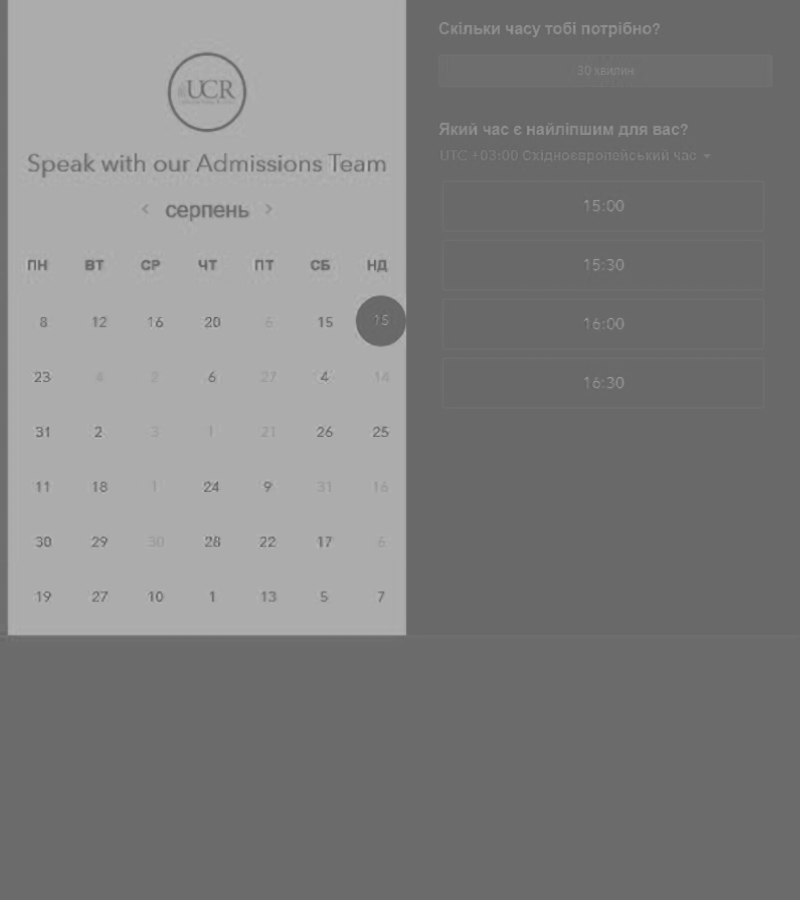 UCR
Speak with our Admissions Team
< серпень >
ПН ВТ СР ЧТ ПТ СБ НД
8 12 16 20 6 15 15
23 4 2 6 27 4 14
31 2 3 1 21 26 25
11 18 1 24 9 31 16
30 29 30 28 22 17 6
19 27 10 1 13 5 7
Скільки часу тобі потрібно?
30 хвилин
Який час є найліпшим для вас?
UTC +03:00 Східноєвропейський час
15:00
15:30
16:00
16:30